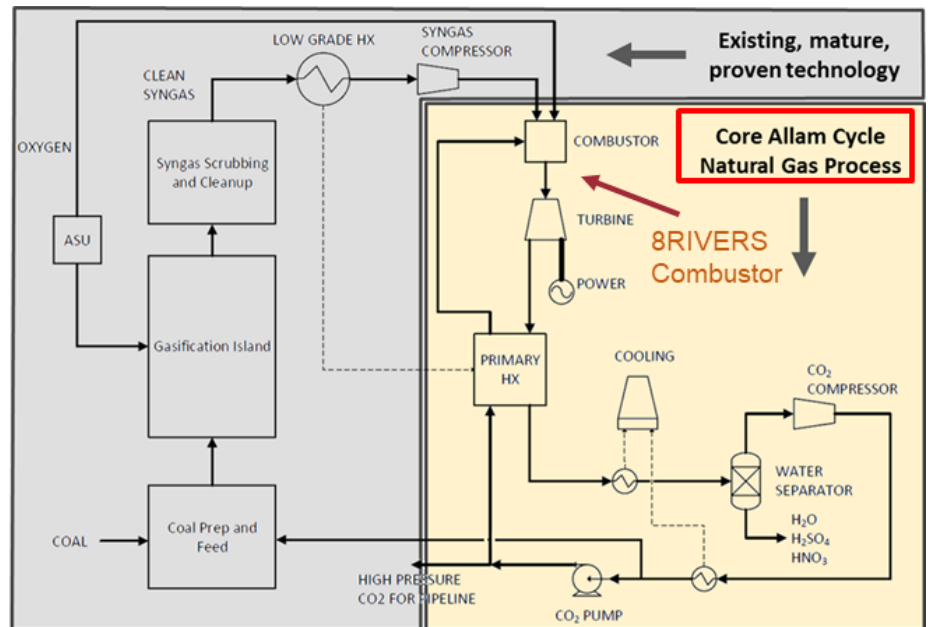 LOW GRADE HX
SYNGAS
COMPRESSOR
Existing, mature,
proven technology
CLEAN
SYNGAS
OXYGEN
Syngas Scrubbing
and Cleanup
ASU
Gasification Island
COAL
Coal Prep and
Feed
COMBUSTOR
Core Allam Cycle
Natural Gas Process
TURBINE
8RIVERS
Combustor
POWER
PRIMARY
HX
COOLING
CO₂
COMPRESSOR
WATER
SEPARATOR
H₂O
H₂SO₄
HNO₃
HIGH PRESSURE
CO2 FOR PIPELINE
CO₂ PUMP